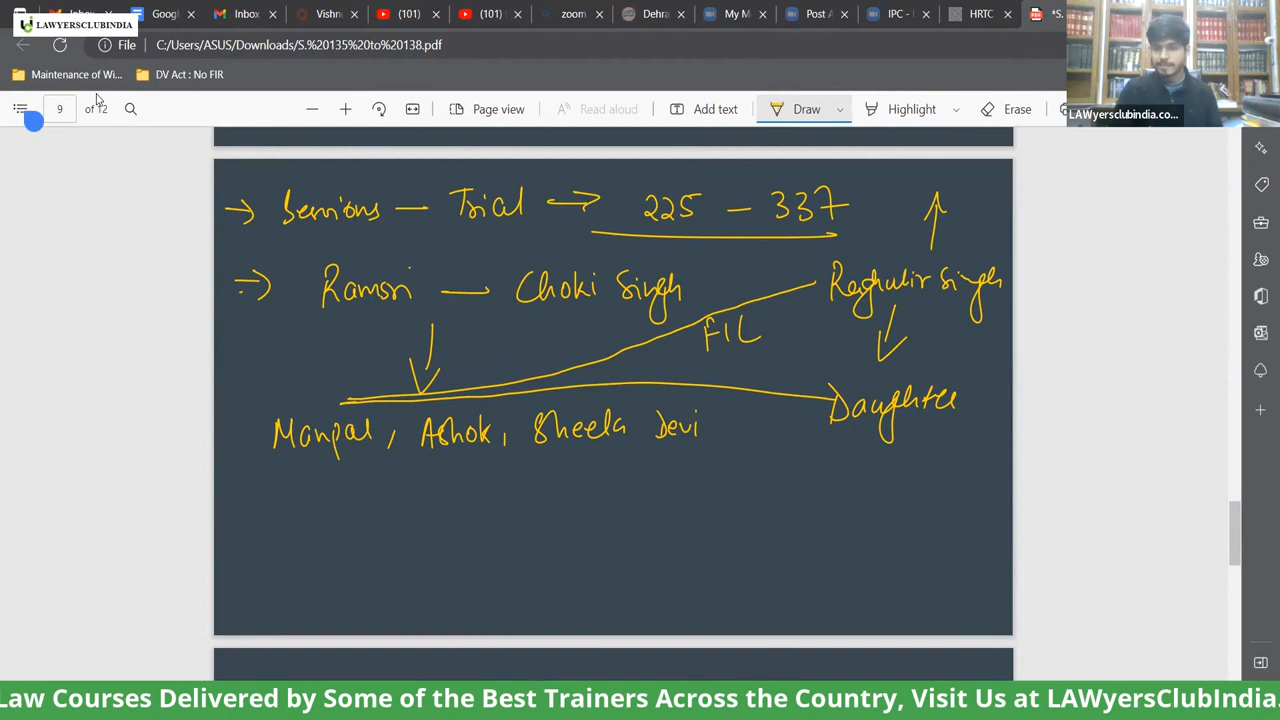 LAWYERSCLUBINDIA
Inbox
Googl
Inbox
Vishn
(101)
(101)
Dehra
My M
Post
IPC -
HRTC
File
C:/Users/ASUS/Downloads/S.%20135%20to%20138.pdf
Maintenance of Wi...
DV Act : No FIR
9 of 12
Page view
Read aloud
Add text
Draw
Highlight
Erase
LAWyersclubindia.co...
→ Sessions — Trial → 225 – 337
Ramsri — Choki Singh
Raghubir Singh
FIL
Daughter
Manpal, Ashok, Sheela Devi
Law Courses Delivered by Some of the Best Trainers Across the Country, Visit Us at LAWyersClubIndia.